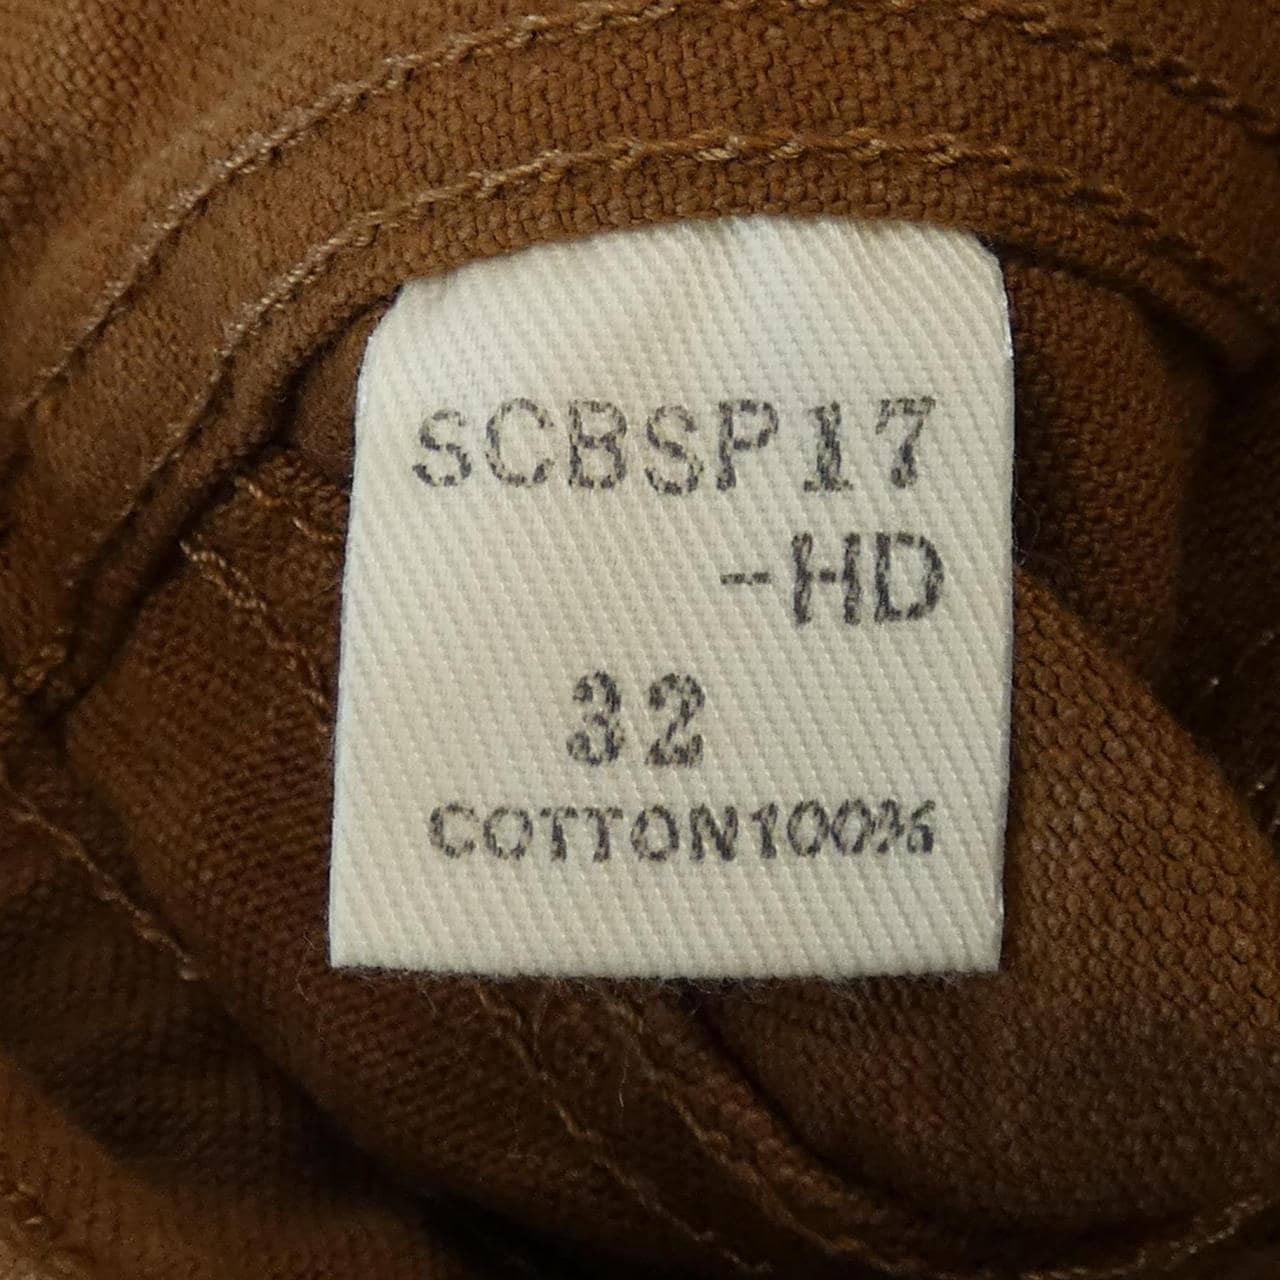 SCBSP17
-HD
32
COTTON100%